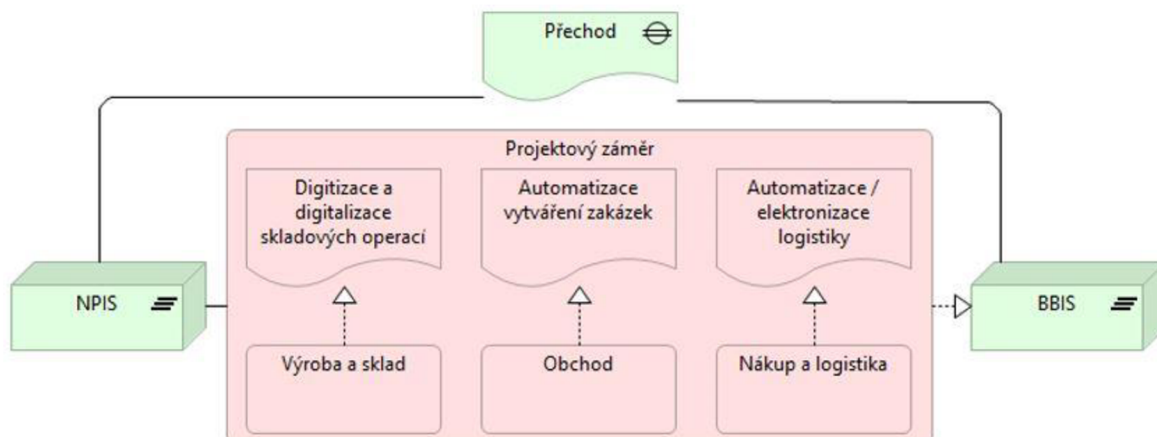 Přechod
Projektový záměr
Digitizace a
digitalizace
skladových operací
Automatizace
vytváření zakázek
Automatizace /
elektronizace
logistiky
NPIS
BBIS
Výroba a sklad
Obchod
Nákup a logistika